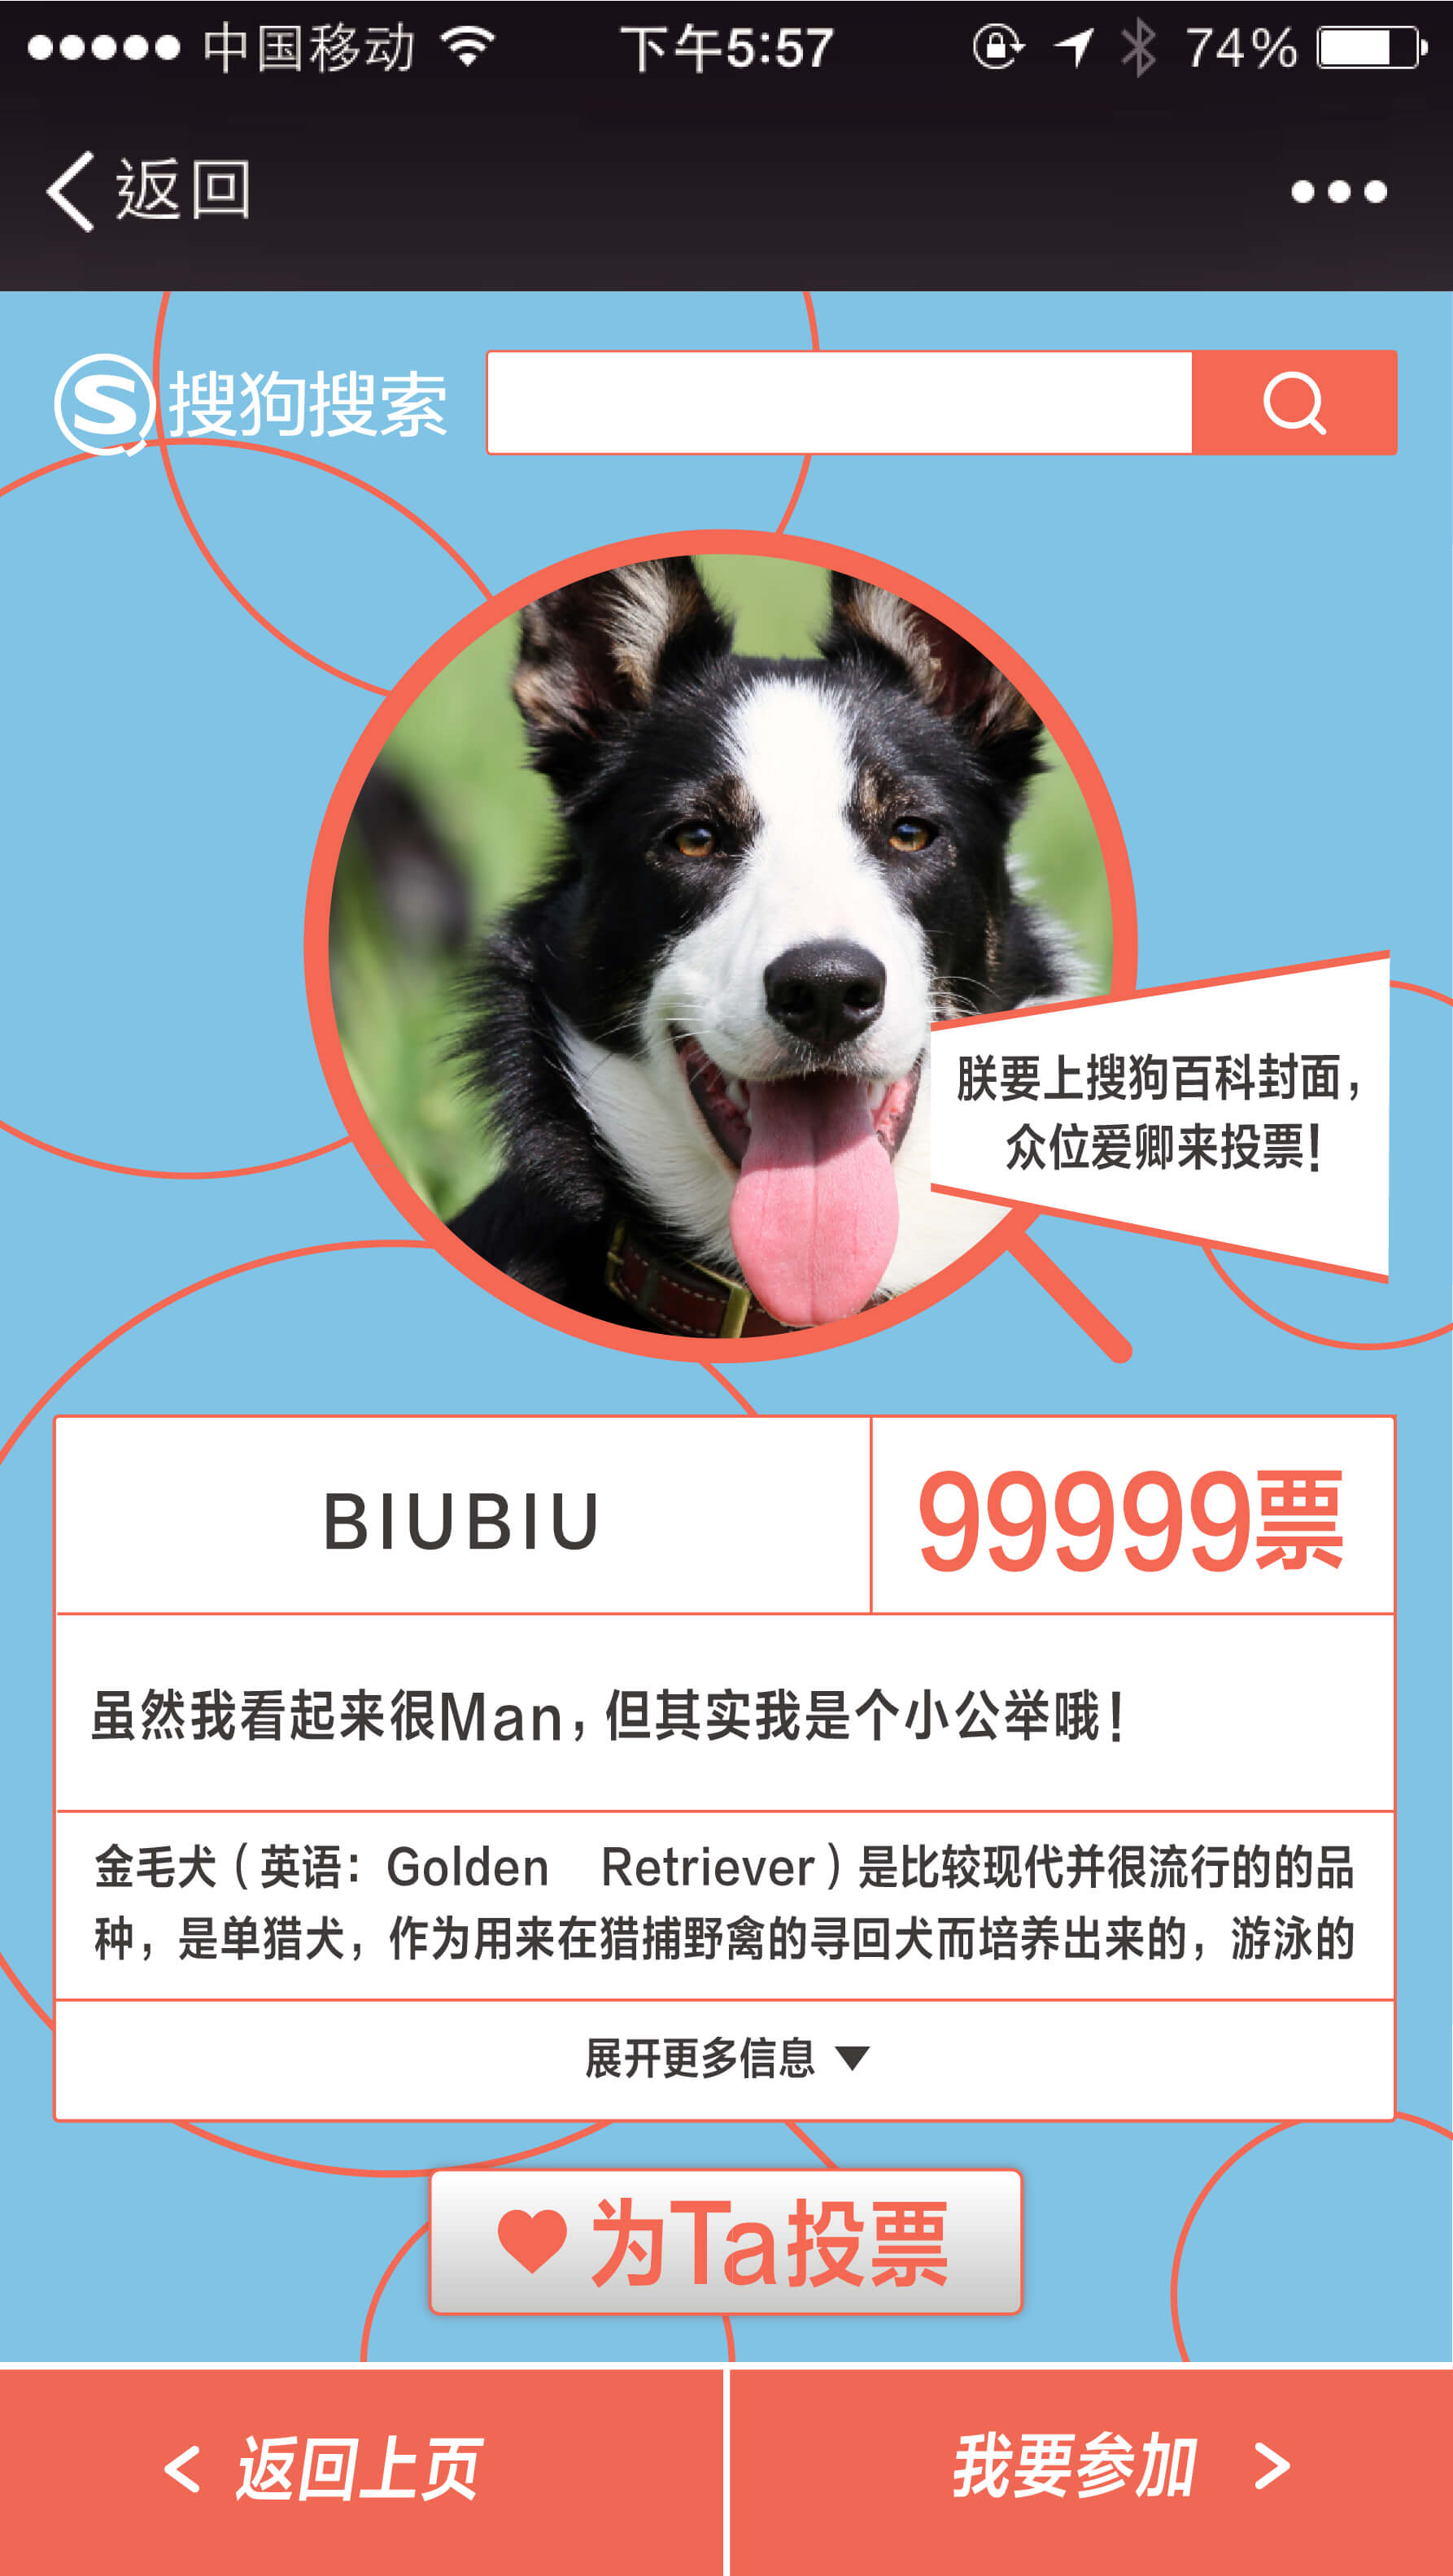 中国移动 下午5:57 74%
返回
搜狗搜索
朕要上搜狗百科封面，
众位爱卿来投票！
BIUBIU 99999票
虽然我看起来很Man，但其实我是个小公举哦！
金毛犬（英语：Golden Retriever）是比较现代并很流行的的品
种，是单猎犬，作为用来在猎捕野禽的寻回犬而培养出来的，游泳的
展开更多信息
为Ta投票
返回上页 我要参加